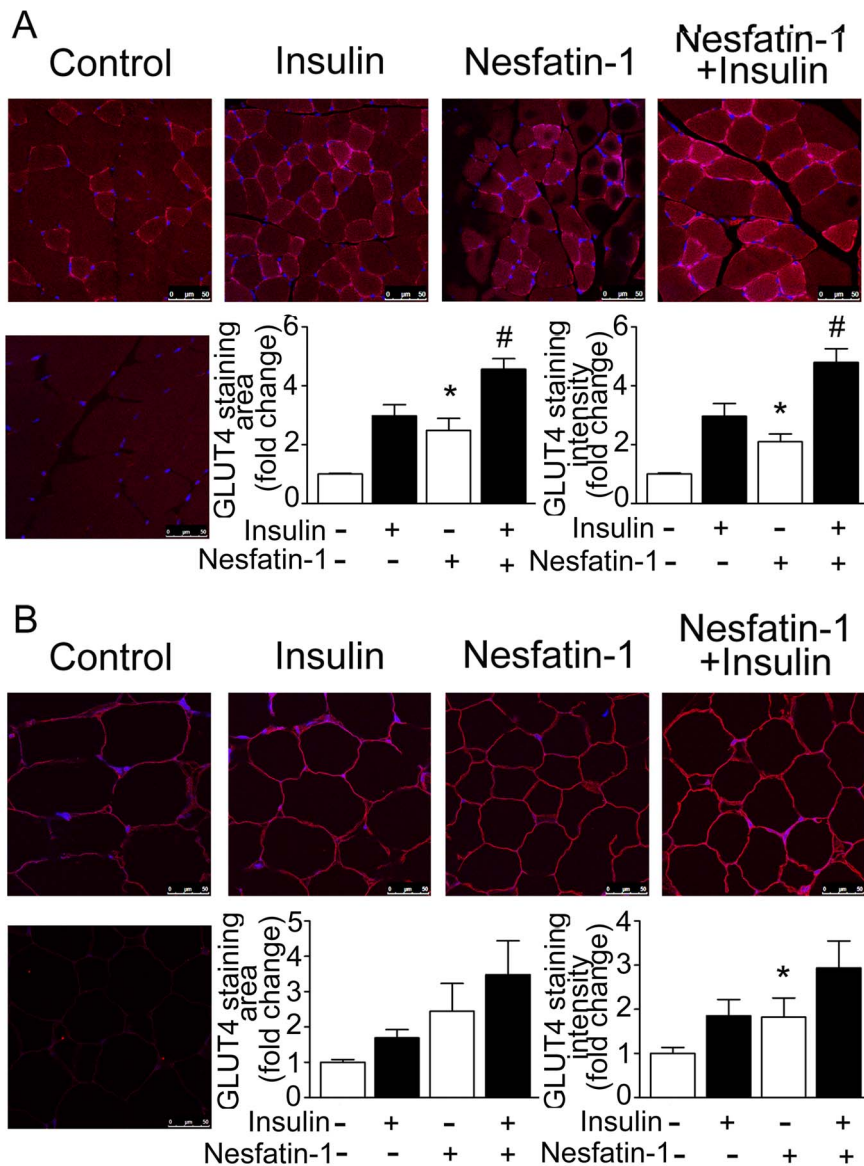 A
Control Insulin Nesfatin-1 Nesfatin-1
+Insulin
0 µm 50 0 µm 50 0 µm 50 0 µm 50
0 µm 50
GLUT4 staining
area
(fold change)
6
4
2
0
*
#
Insulin - + - +
Nesfatin-1 - - + +
GLUT4 staining
intensity
(fold change)
6
4
2
0
*
#
Insulin - + - +
Nesfatin-1 - - + +
B
Control Insulin Nesfatin-1 Nesfatin-1
+Insulin
0 µm 50 0 µm 50 0 µm 50 0 µm 50
0 µm 50
GLUT4 staining
area
(fold change)
5
4
3
2
1
0
Insulin - + - +
Nesfatin-1 - - + +
GLUT4 staining
intensity
(fold change)
4
3
2
1
0
*
Insulin - + - +
Nesfatin-1 - - + +